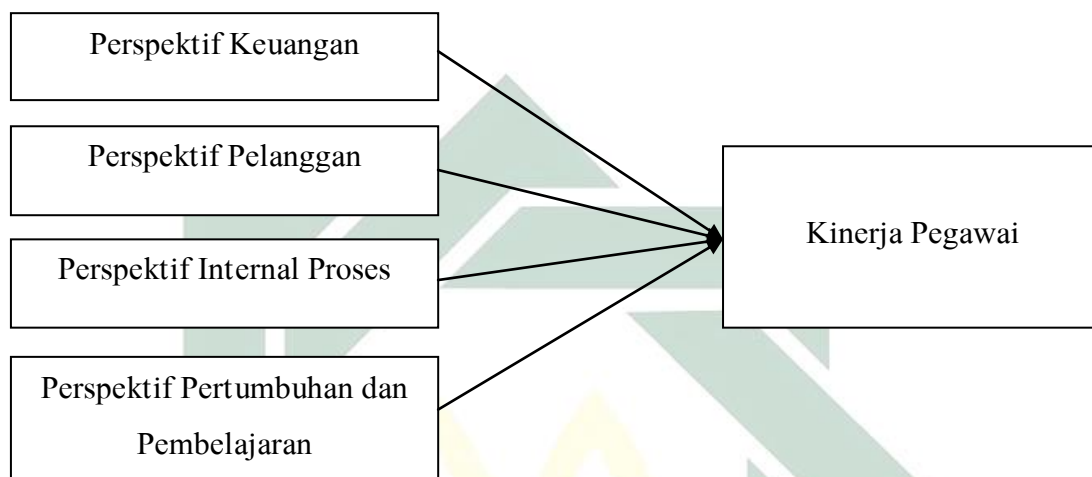 Perspektif Keuangan
Perspektif Pelanggan
Perspektif Internal Proses
Perspektif Pertumbuhan dan
Pembelajaran
Kinerja Pegawai